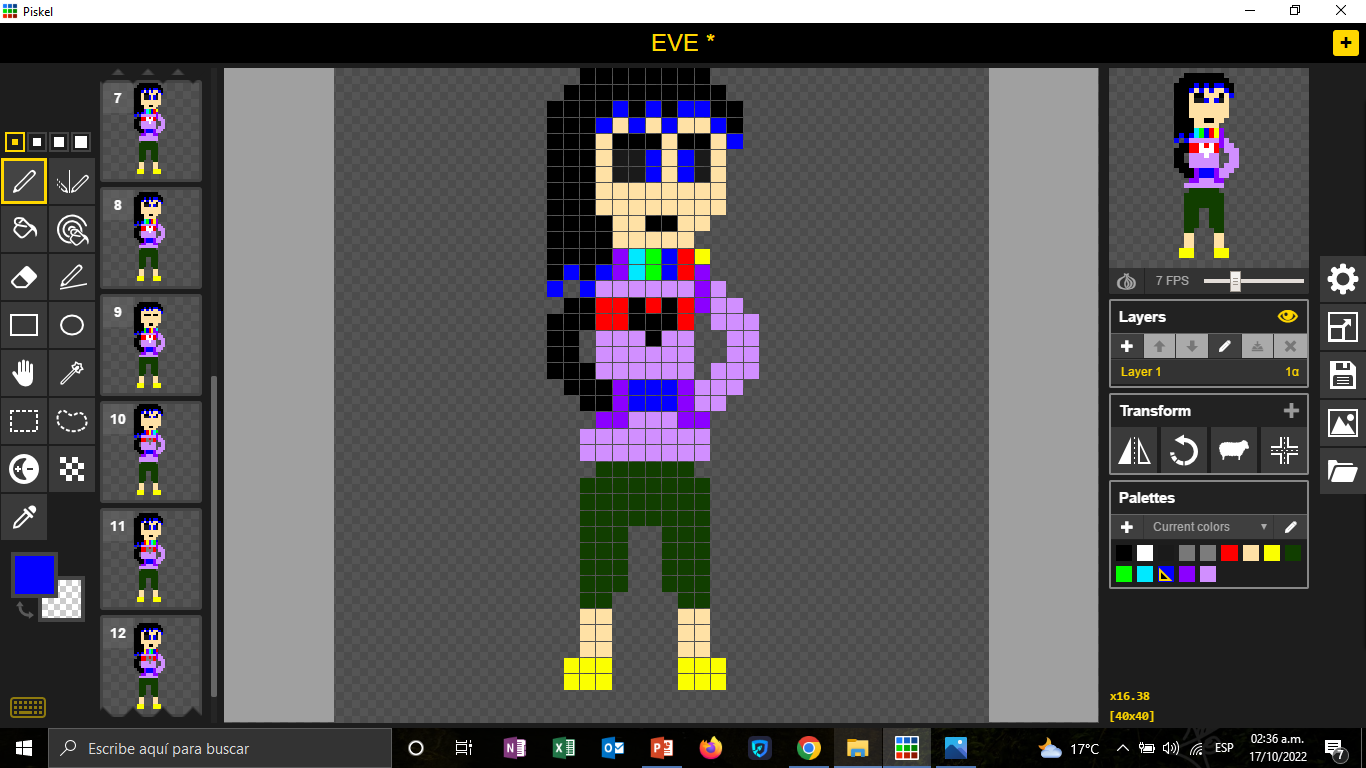 Piskel
EVE *
7
8
9
10
11
12
7 FPS
Layers
Layer 1
1α
Transform
Palettes
Current colors
x16.38
[40x40]
Escribe aquí para buscar
17°C
ESP
02:36 a.m.
17/10/2022
7